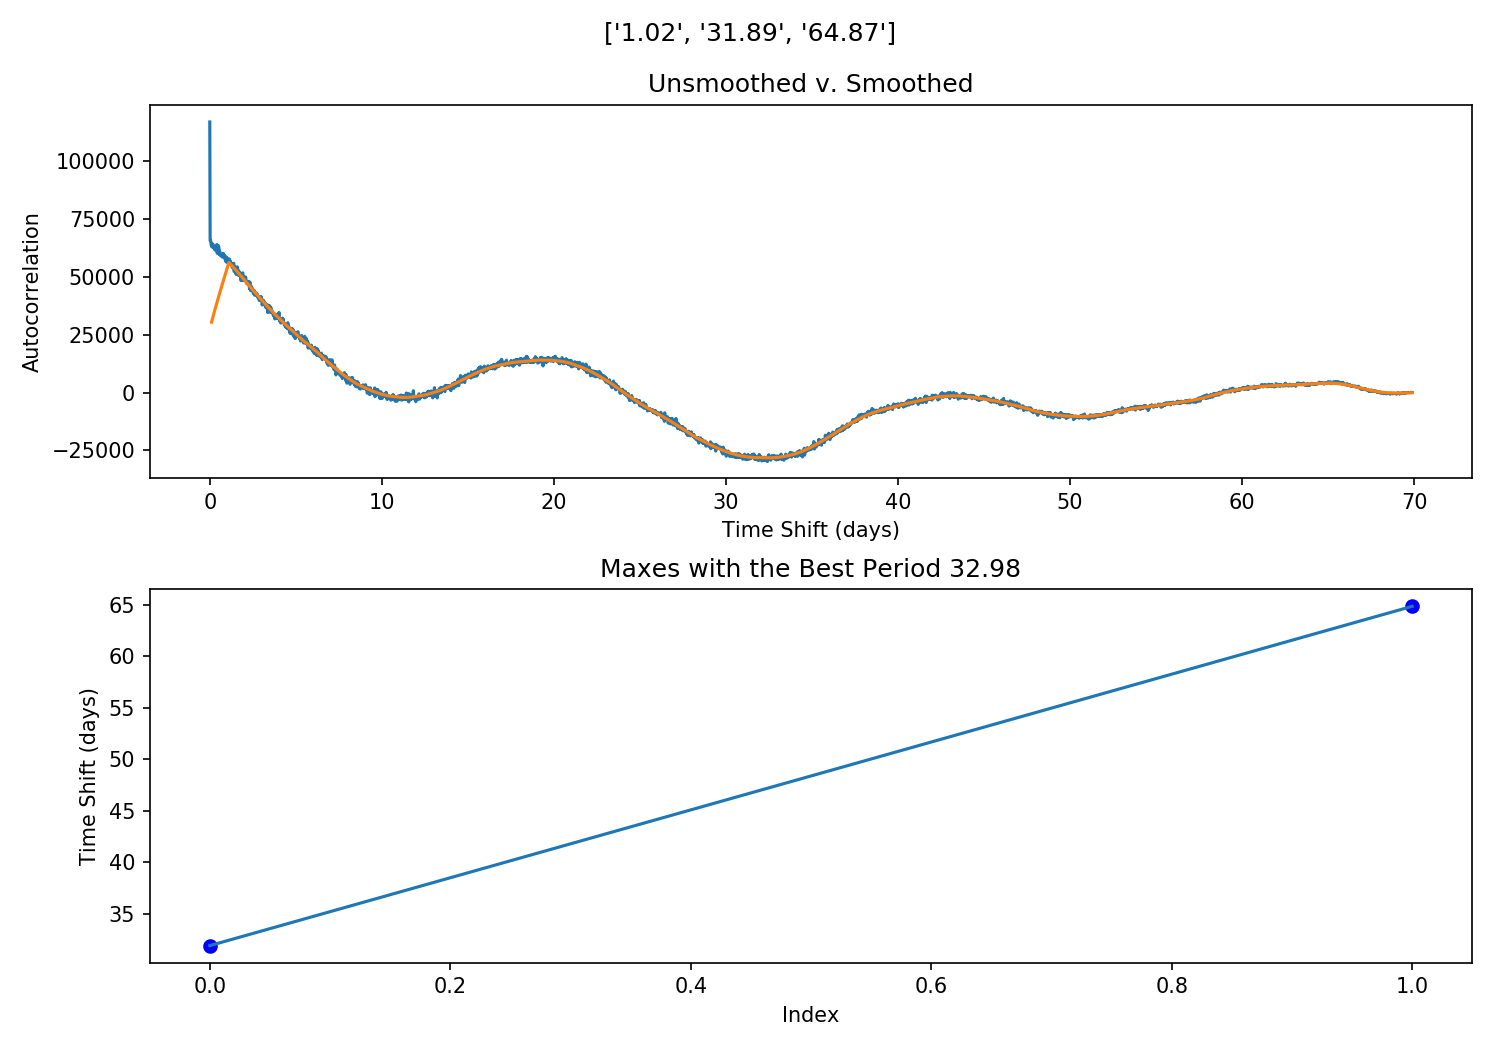 ['1.02', '31.89', '64.87']
Unsmoothed v. Smoothed
Autocorrelation
100000
75000
50000
25000
0
−25000
0 10 20 30 40 50 60 70
Time Shift (days)
Maxes with the Best Period 32.98
Time Shift (days)
65
60
55
50
45
40
35
0.0 0.2 0.4 0.6 0.8 1.0
Index